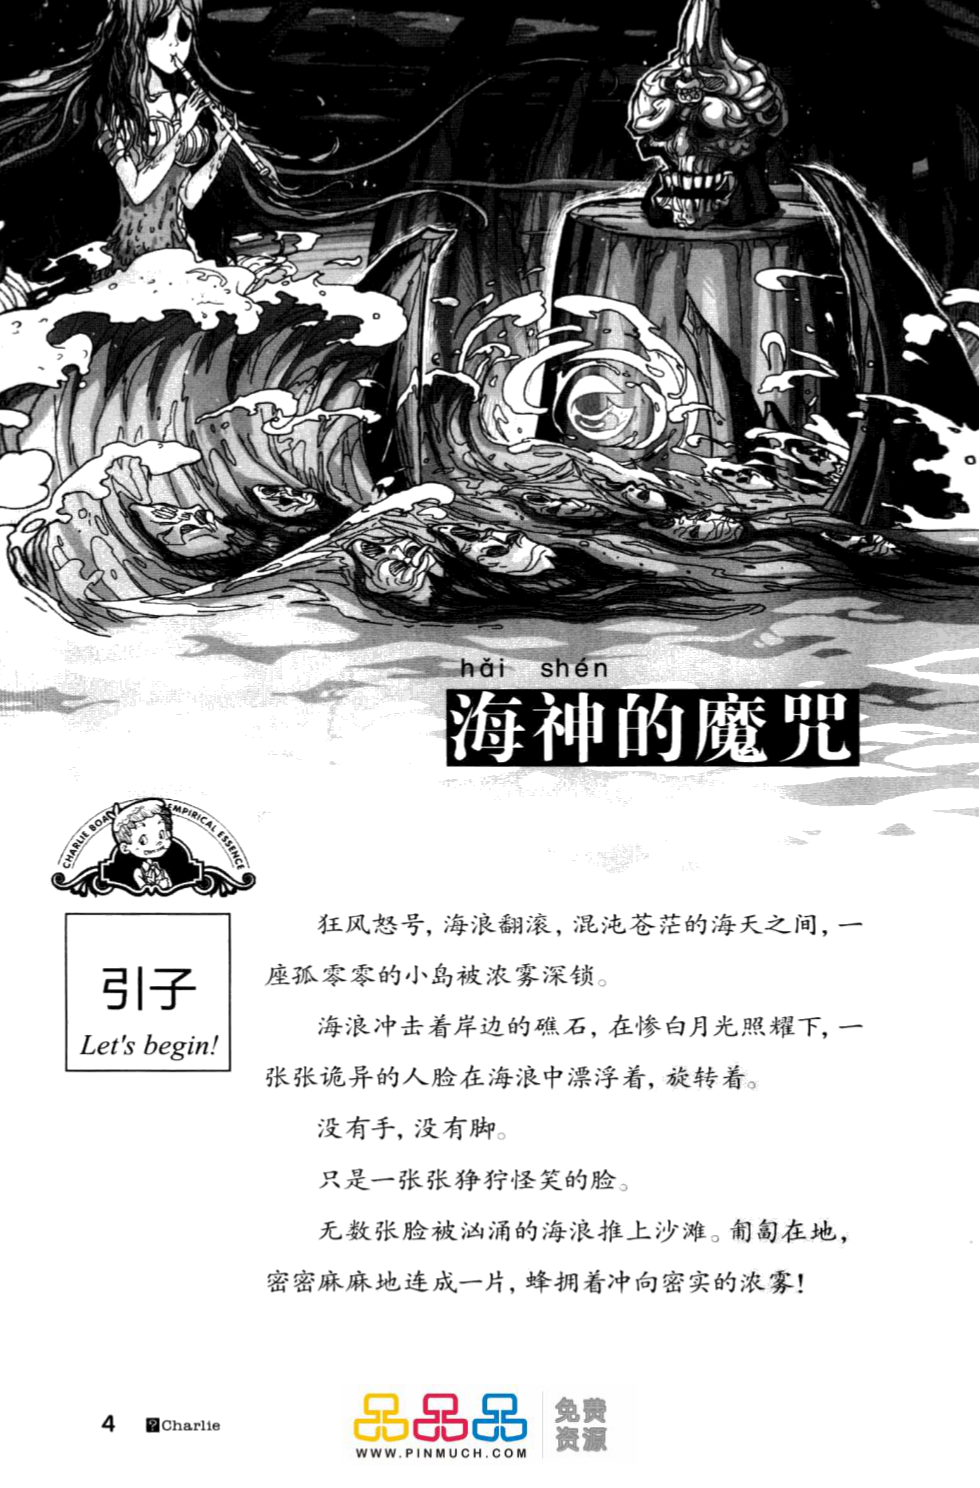 hǎi shén
海神的魔咒
CHARLIE BOA EMPIRICAL ESSENCE
引子
Let's begin!
狂风怒号，海浪翻滚，混沌苍茫的海天之间，一
座孤零零的小岛被浓雾深锁。
海浪冲击着岸边的礁石，在惨白月光照耀下，一
张张诡异的人脸在海浪中漂浮着，旋转着。
没有手，没有脚。
只是一张张狰狞怪笑的脸。
无数张脸被汹涌的海浪推上沙滩。匍匐在地，
密密麻麻地连成一片，蜂拥着冲向密实的浓雾！
4 Charlie
品品品
WWW.PINMUCH.COM
免费
资源